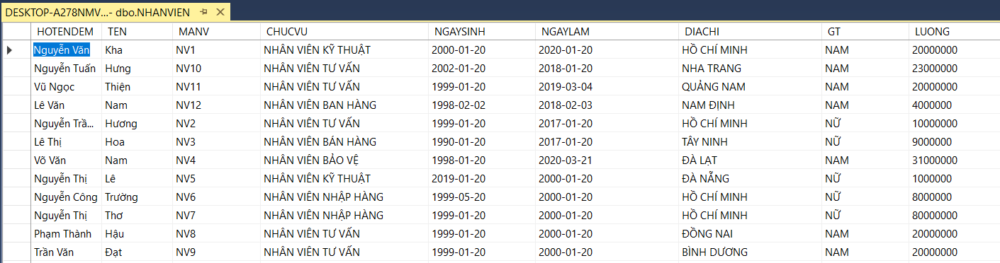 DESKTOP-A278NMV...- dbo.NHANVIEN
HOTENDEM TEN MANV CHUCVU NGAYSINH NGAYLAM DIACHI GT LUONG
Nguyễn Văn Kha NV1 NHÂN VIÊN KỸ THUẬT 2000-01-20 2020-01-20 HỒ CHÍ MINH NAM 20000000
Nguyễn Tuấn Hưng NV10 NHÂN VIÊN TƯ VẤN 2002-01-20 2018-01-20 NHA TRANG NAM 23000000
Vũ Ngọc Thiện NV11 NHÂN VIÊN TƯ VẤN 1999-01-20 2019-03-04 QUẢNG NAM NAM 20000000
Lê Văn Nam NV12 NHÂN VIÊN BAN HÀNG 1998-02-02 2018-02-03 NAM ĐỊNH NAM 4000000
Nguyễn Trầ... Hương NV2 NHÂN VIÊN TƯ VẤN 1999-01-20 2017-01-20 HỒ CHÍ MINH NỮ 10000000
Lê Thị Hoa NV3 NHÂN VIÊN BÁN HÀNG 1990-01-20 2017-01-20 TÂY NINH NỮ 9000000
Võ Văn Nam NV4 NHÂN VIÊN BẢO VỆ 1998-01-20 2020-03-21 ĐÀ LẠT NAM 31000000
Nguyễn Thị Lê NV5 NHÂN VIÊN KỸ THUẬT 2019-01-20 2000-01-20 ĐÀ NẴNG NỮ 1000000
Nguyễn Công Trường NV6 NHÂN VIÊN NHẬP HÀNG 1999-05-20 2000-01-20 HỒ CHÍ MINH NỮ 8000000
Nguyễn Thị Thơ NV7 NHÂN VIÊN NHẬP HÀNG 1999-01-20 2000-01-20 HỒ CHÍ MINH NỮ 80000000
Phạm Thành Hậu NV8 NHÂN VIÊN TƯ VẤN 1999-01-20 2000-01-20 ĐỒNG NAI NAM 20000000
Trần Văn Đạt NV9 NHÂN VIÊN TƯ VẤN 1999-01-20 2000-01-20 BÌNH DƯƠNG NAM 20000000